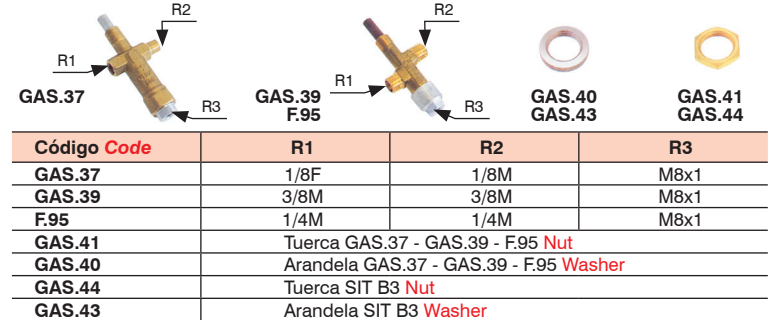 R2
R1
GAS.37
R3
R2
R1
GAS.39
F.95
R3
GAS.40
GAS.43
GAS.41
GAS.44
Código Code R1 R2 R3
GAS.37 1/8F 1/8M M8x1
GAS.39 3/8M 3/8M M8x1
F.95 1/4M 1/4M M8x1
GAS.41 Tuerca GAS.37 - GAS.39 - F.95 Nut
GAS.40 Arandela GAS.37 - GAS.39 - F.95 Washer
GAS.44 Tuerca SIT B3 Nut
GAS.43 Arandela SIT B3 Washer